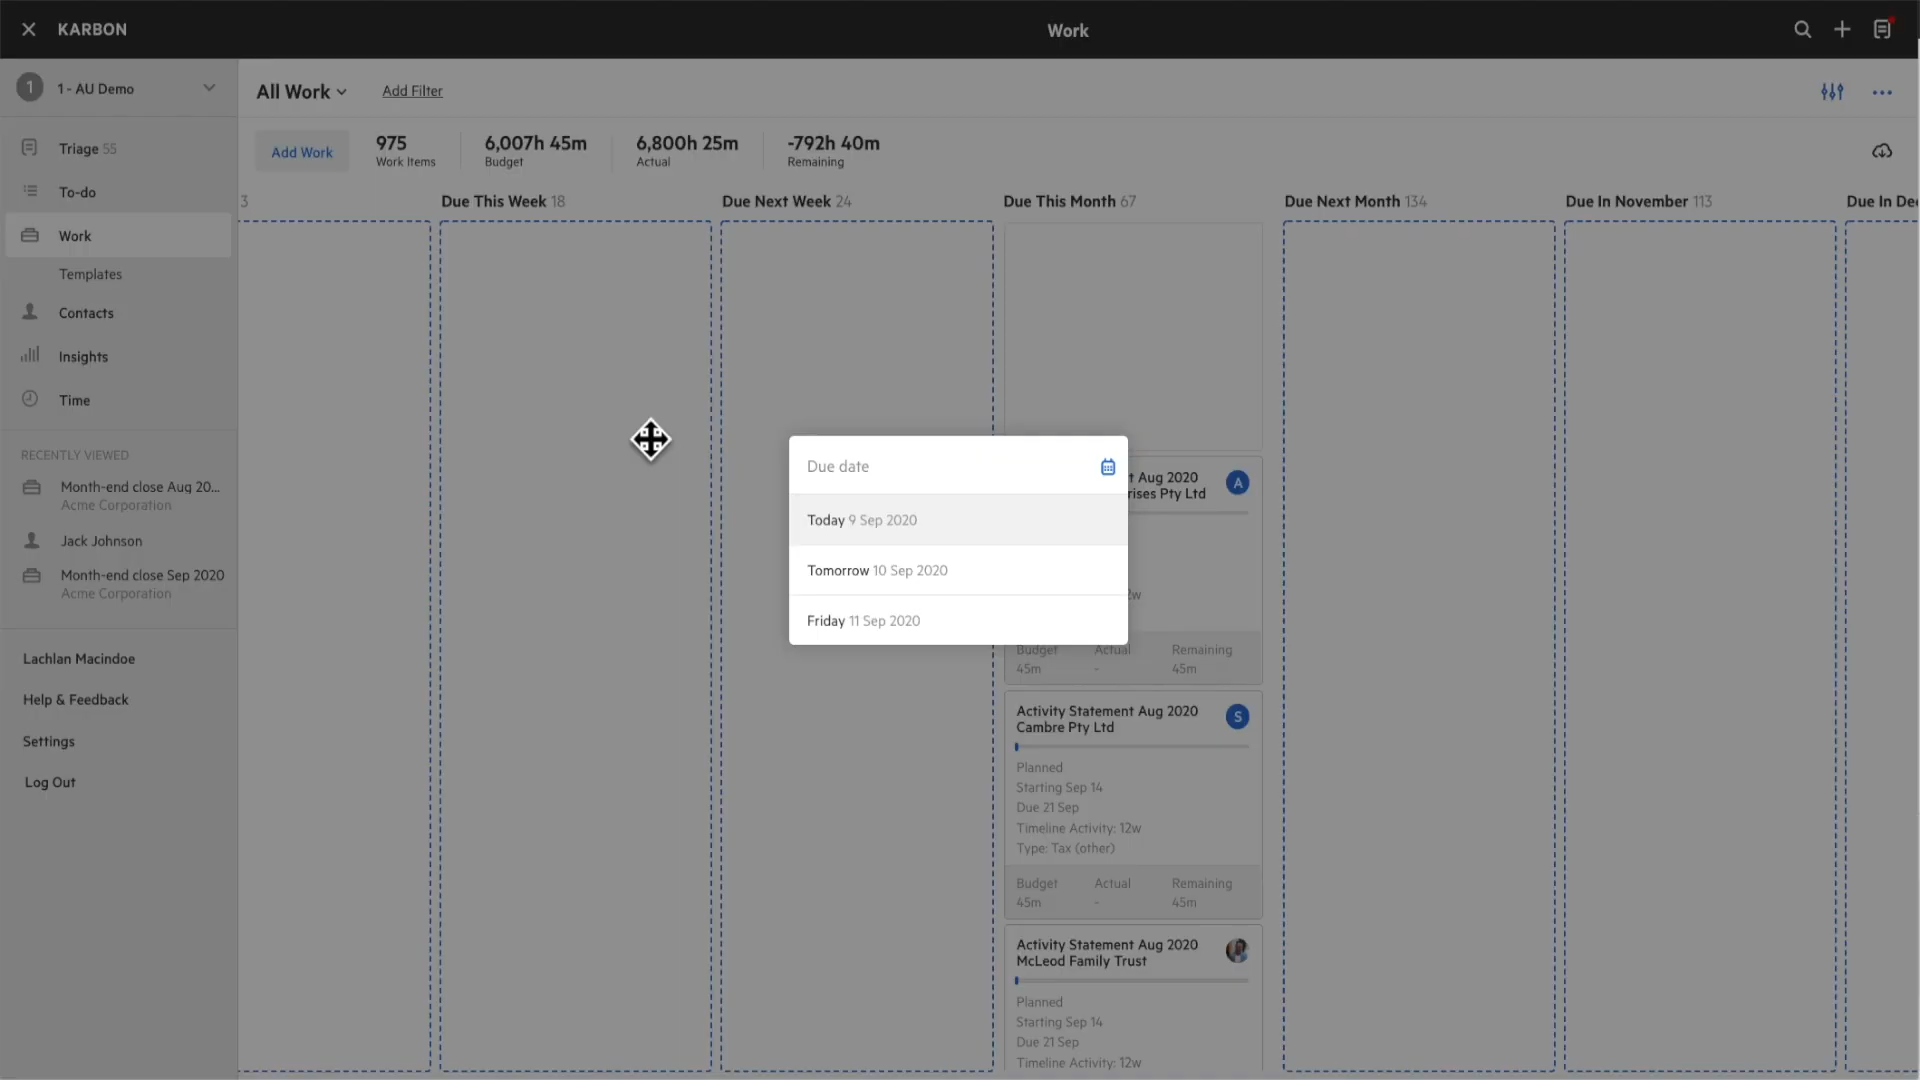 KARBON
Work
1
1 - AU Demo
All Work
Add Filter
Add Work
975
Work Items
6,007h 45m
Budget
6,800h 25m
Actual
-792h 40m
Remaining
Triage 55
To-do
Work
Templates
Contacts
Insights
Time
RECENTLY VIEWED
Month-end close Aug 20...
Acme Corporation
Jack Johnson
Month-end close Sep 2020
Acme Corporation
Lachlan Macindoe
Help & Feedback
Settings
Log Out
3
Due This Week 18
Due Next Week 24
Due This Month 67
Due Next Month 134
Due In November 113
Due In De
Due date
Today 9 Sep 2020
Tomorrow 10 Sep 2020
Friday 11 Sep 2020
t Aug 2020
rises Pty Ltd
A
2w
Budget Actual Remaining
45m - 45m
Activity Statement Aug 2020
Cambre Pty Ltd
S
Planned
Starting Sep 14
Due 21 Sep
Timeline Activity: 12w
Type: Tax (other)
Budget Actual Remaining
45m - 45m
Activity Statement Aug 2020
McLeod Family Trust
Planned
Starting Sep 14
Due 21 Sep
Timeline Activity: 12w